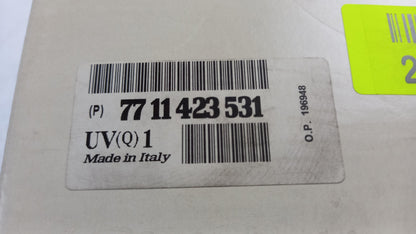 (P) 77 11 423 531
UV(Q) 1
Made in Italy
O.P. 196948
2